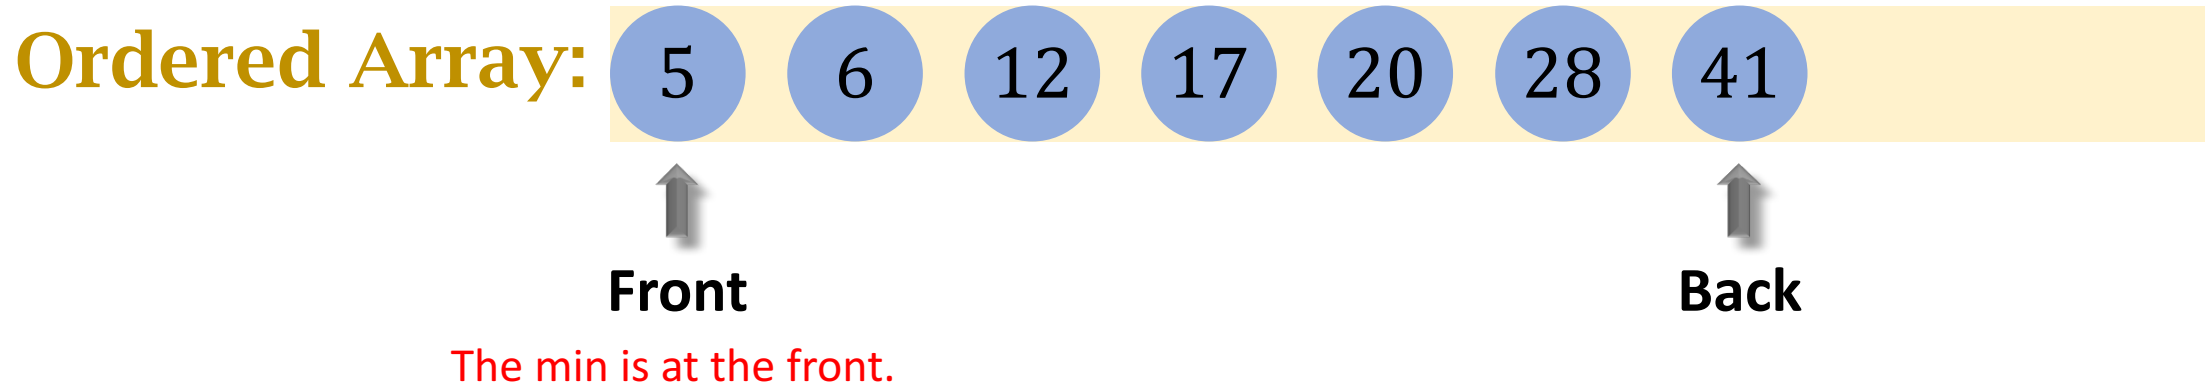 Ordered Array: 5 6 12 17 20 28 41
Front Back
The min is at the front.